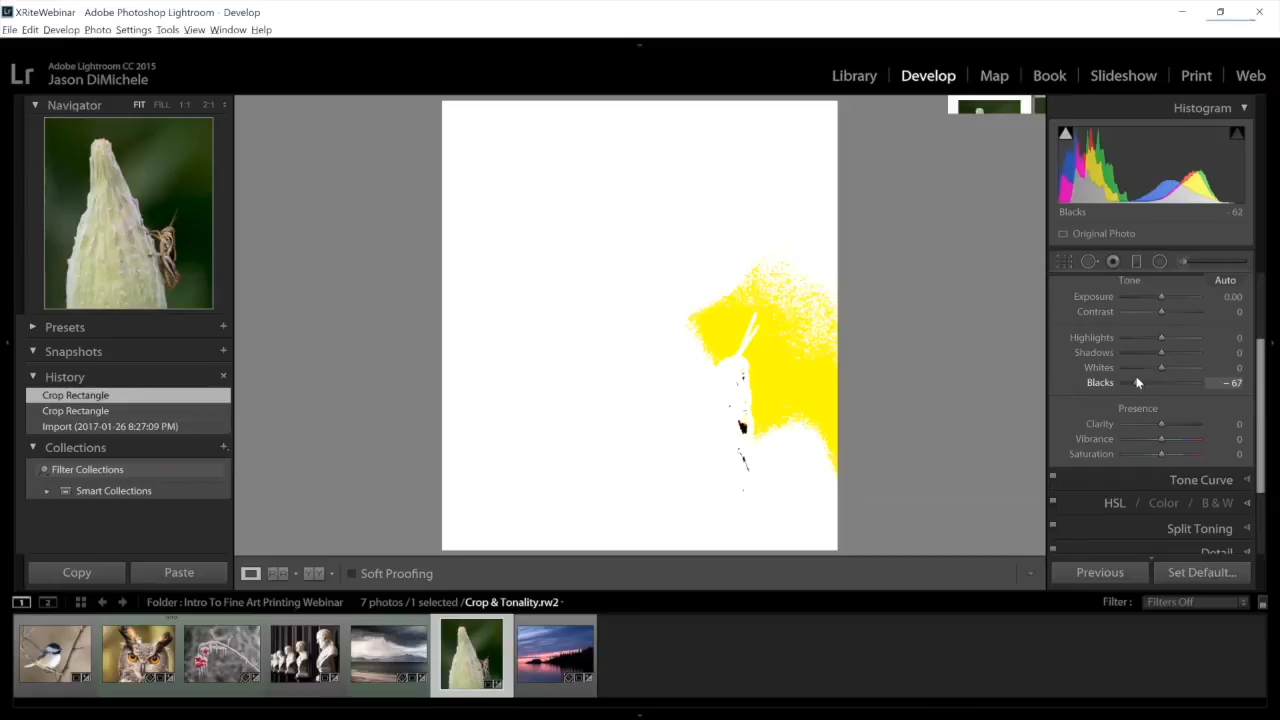 XRiteWebinar - Adobe Photoshop Lightroom - Develop
File Edit Develop Photo Settings Tools View Window Help
Lr Adobe Lightroom CC 2015
Jason DiMichele
Library Develop Map Book Slideshow Print Web
Navigator FIT FILL 1:1 2:1
Presets
Snapshots
History
Crop Rectangle
Crop Rectangle
Import (2017-01-26 8:27:09 PM)
Collections
Filter Collections
Smart Collections
Copy Paste
Soft Proofing
Histogram
Blacks - 62
Original Photo
Tone Auto
Exposure 0.00
Contrast 0
Highlights 0
Shadows 0
Whites 0
Blacks – 67
Presence
Clarity 0
Vibrance 0
Saturation 0
Tone Curve
HSL / Color / B & W
Split Toning
Detail
Previous Set Default...
1 2 Folder : Intro To Fine Art Printing Webinar 7 photos /1 selected /Crop & Tonality.rw2
Filter : Filters Off